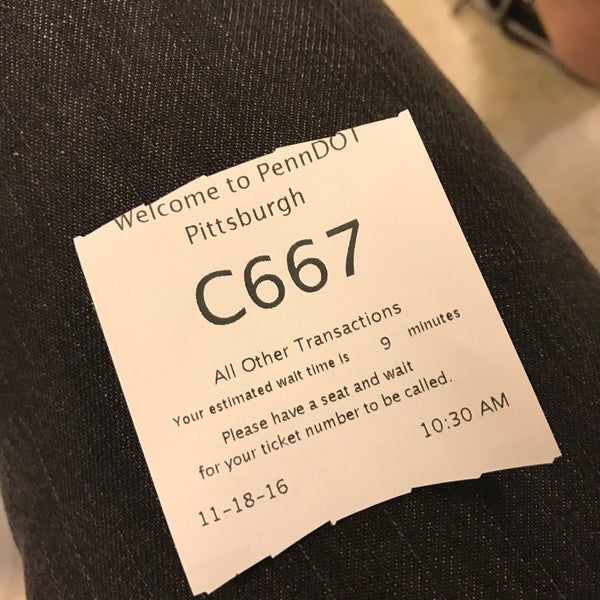 Welcome to PennDOT
Pittsburgh
C667
All Other Transactions
Your estimated wait time is 9 minutes
Please have a seat and wait
for your ticket number to be called.
11-18-16 10:30 AM